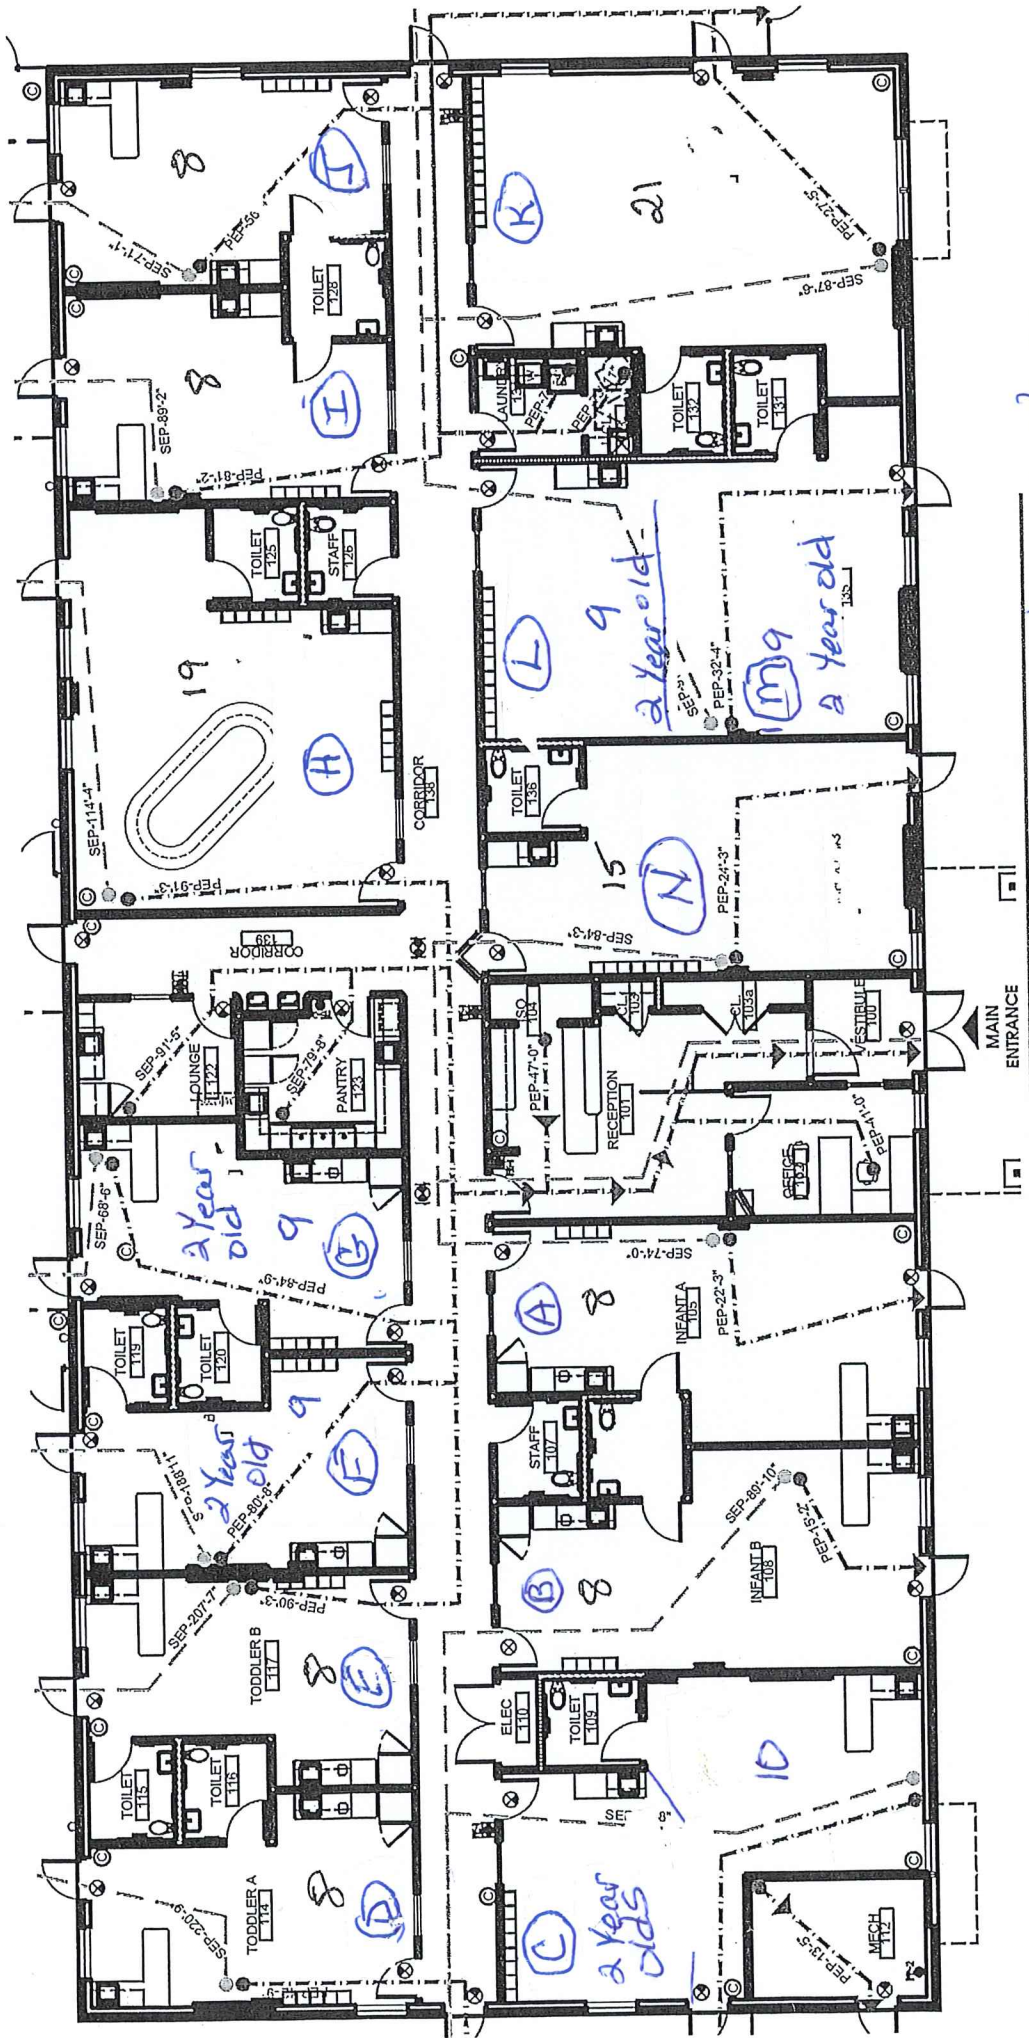 TODDLER A
114
8
D
SEP-220'-9"
TOILET
115
TOILET
116
TODDLER B
117
8
E
SEP-207'-7"
PEP-90'-3"
2 Year
old
9
F
PEP-80'-8"
TOILET
119
TOILET
120
2 Year
old
9
G
SEP-68'-6"
PEP-84'-9"
LOUNGE
122
SEP-91'-5"
PANTRY
123
SEP-79'-8"
CORRIDOR
139
SEP-114'-4"
PEP-91'-3"
19
H
CORRIDOR
138
TOILET
125
STAFF
126
SEP-89'-2"
PEP-81'-2"
8
I
TOILET
128
SEP-71'-1"
PEP-56
8
J
2 Year
olds
C
10
MECH
112
PEP-13'-5"
ELEC
110
TOILET
109
B
8
INFANT B
108
SEP-89'-10"
PEP-15'-2"
STAFF
107
A
8
INFANT A
105
SEP-74'-0"
PEP-22'-3"
ISO
104
PEP-47'-0"
RECEPTION
101
OFFICE
PEP-41'-0"
CL.
103
CL.
103a
VESTIBULE
100
MAIN
ENTRANCE
15
N
SEP-84'-3"
PEP-24'-3"
TOILET
136
L
9
2 Year old
PEP-32'-4"
M
9
2 Year old
135
LAUNDRY
W
TOILET
132
TOILET
131
K
21
SEP-87'-6"
PEP-27'-5"